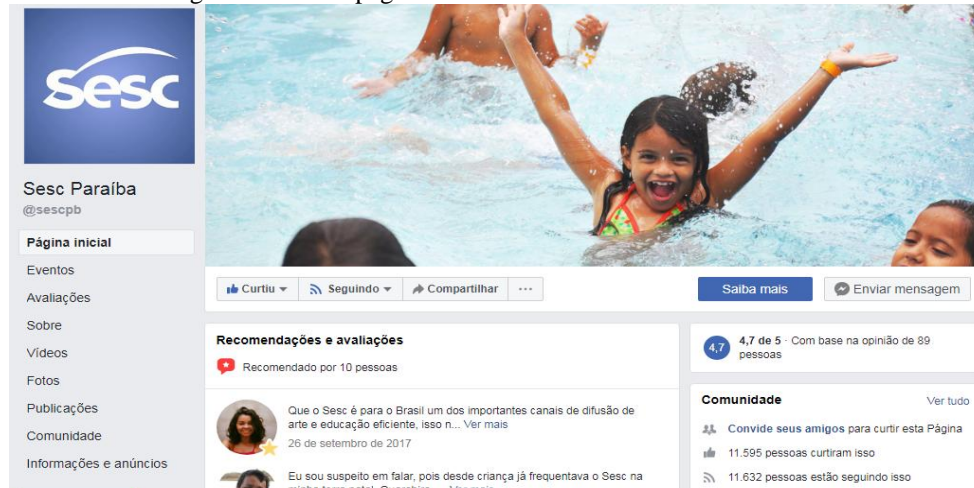 Sesc
Sesc Paraíba
@sescpb
Página inicial
Eventos
Avaliações
Sobre
Vídeos
Fotos
Publicações
Comunidade
Informações e anúncios
Curtiu
Seguindo
Compartilhar
Saiba mais
Enviar mensagem
Recomendações e avaliações
Recomendado por 10 pessoas
Que o Sesc é para o Brasil um dos importantes canais de difusão de
arte e educação eficiente, isso n... Ver mais
26 de setembro de 2017
Eu sou suspeito em falar, pois desde criança já frequentava o Sesc na
4,7
4,7 de 5 · Com base na opinião de 89
pessoas
Comunidade
Ver tudo
Convide seus amigos para curtir esta Página
11.595 pessoas curtiram isso
11.632 pessoas estão seguindo isso